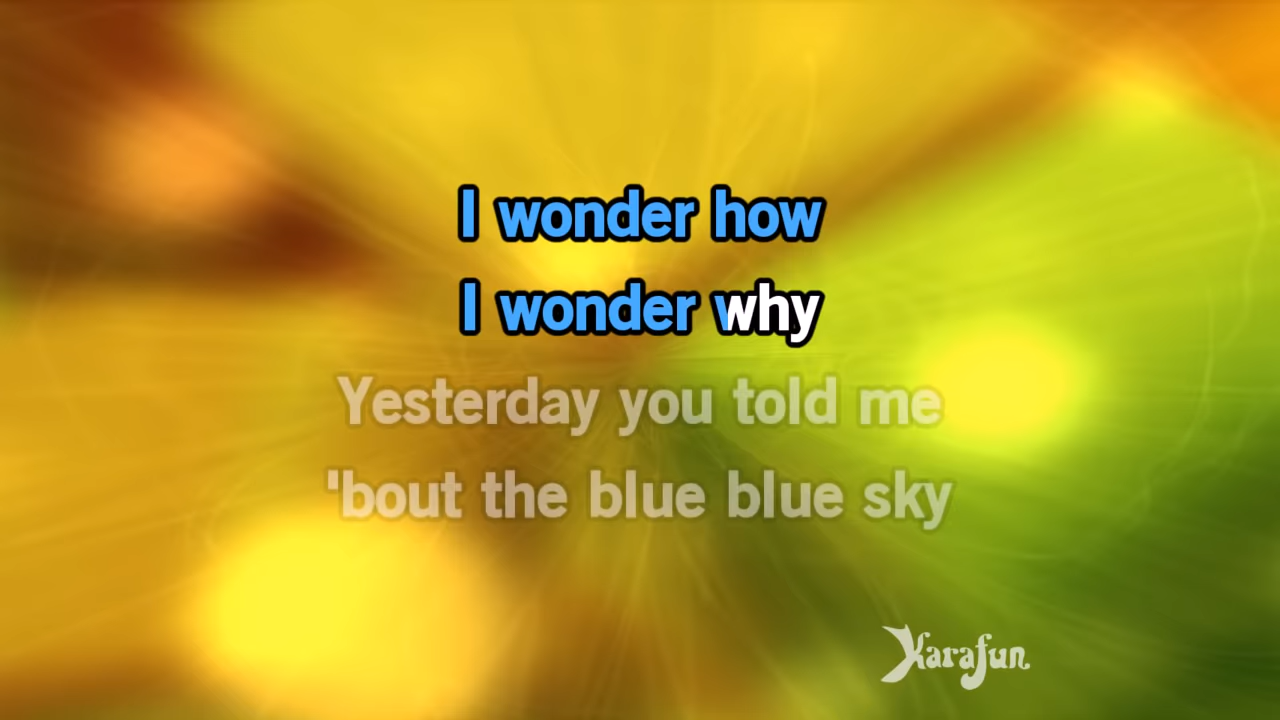 I wonder how
I wonder why
Yesterday you told me
'bout the blue blue sky
Karafun